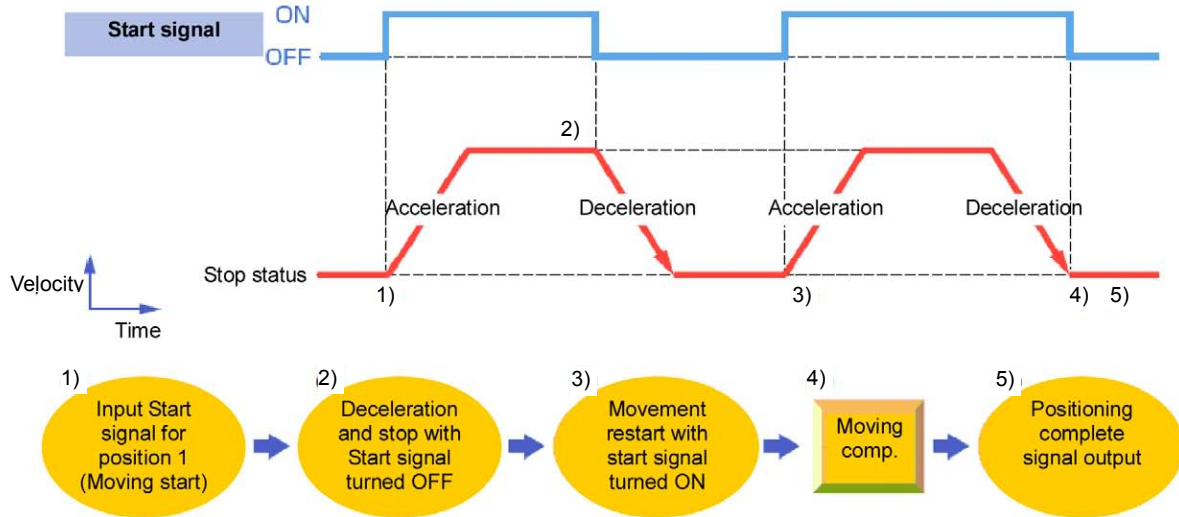 ON
Start signal
OFF
2)
Acceleration
Deceleration
Acceleration
Deceleration
Stop status
Velocity
1)
3)
4)
5)
Time
1)
Input Start
signal for
position 1
(Moving start)
2)
Deceleration
and stop with
Start signal
turned OFF
3)
Movement
restart with
start signal
turned ON
4)
Moving
comp.
5)
Positioning
complete
signal output